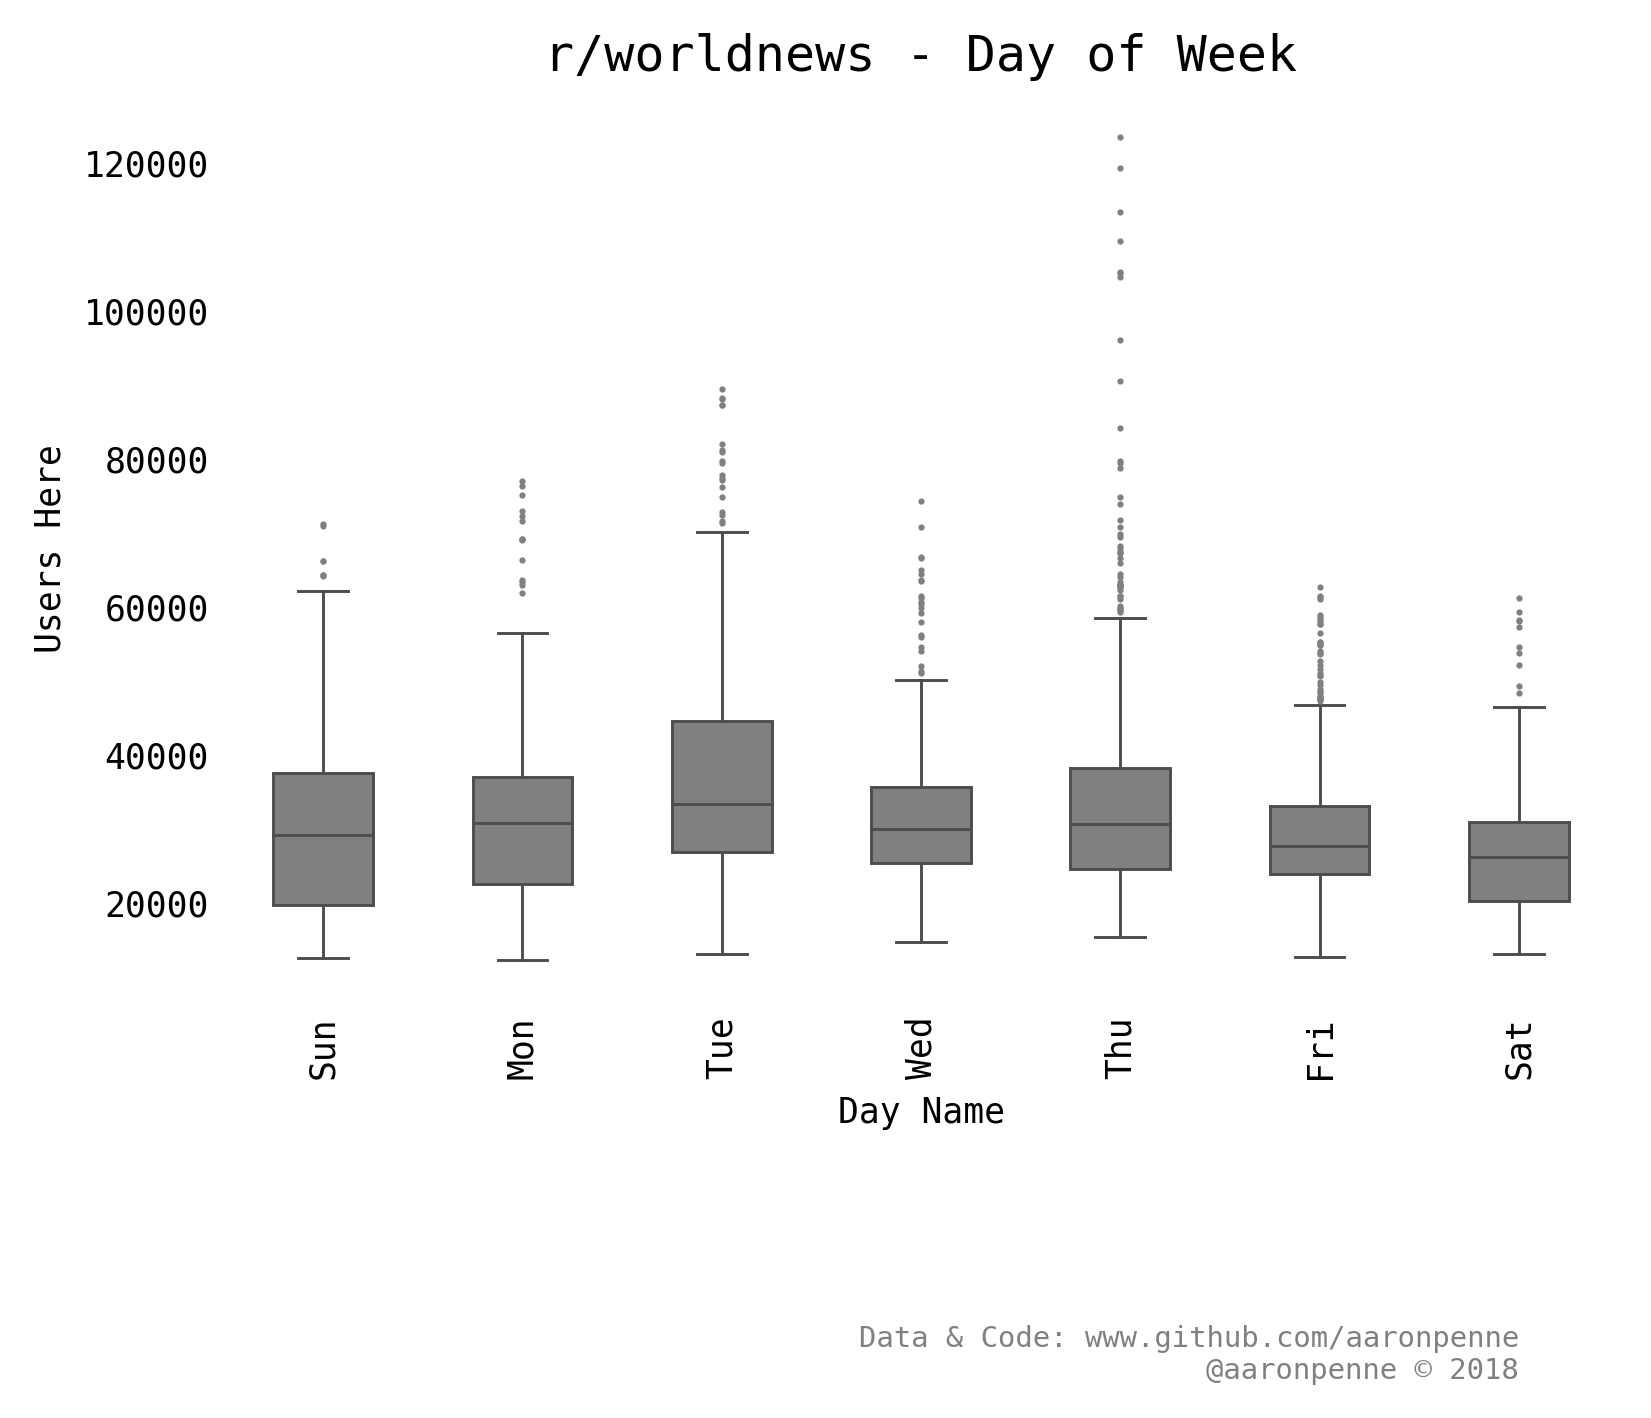 r/worldnews - Day of Week
120000
100000
80000
60000
40000
20000
Users Here
Sun
Mon
Tue
Wed
Thu
Fri
Sat
Day Name
Data & Code: www.github.com/aaronpenne
@aaronpenne © 2018